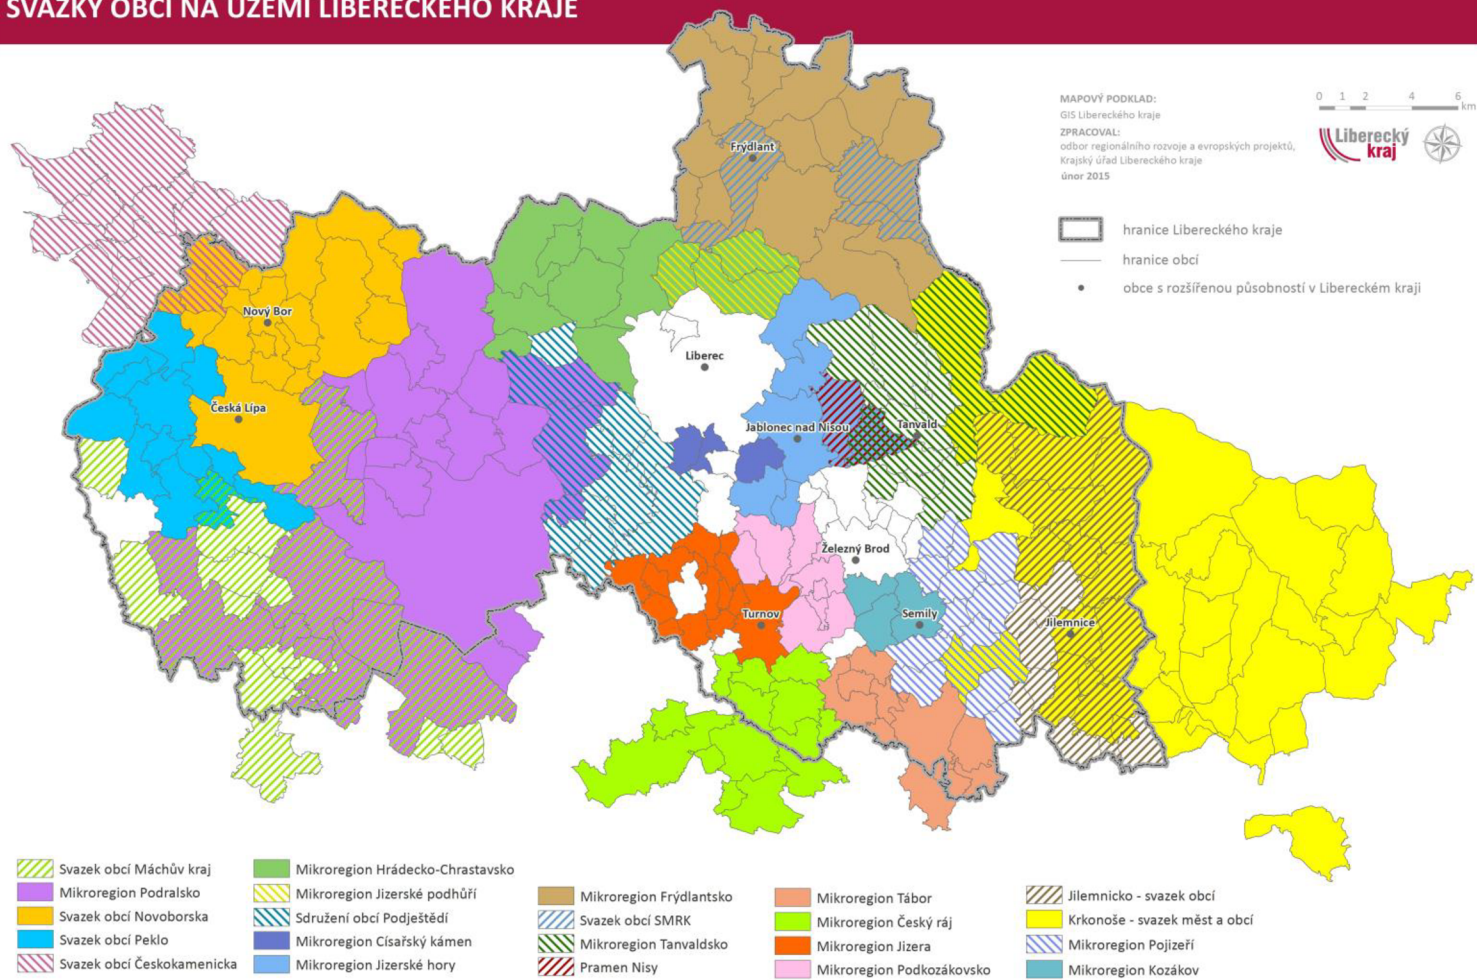 SVAZKY OBCÍ NA ÚZEMÍ LIBERECKÉHO KRAJE
MAPOVÝ PODKLAD:
GIS Libereckého kraje
ZPRACOVAL:
odbor regionálního rozvoje a evropských projektů,
Krajský úřad Libereckého kraje
únor 2015
0 1 2 4 6
km
Liberecký
kraj
hranice Libereckého kraje
hranice obcí
obce s rozšířenou působností v Libereckém kraji
Frýdlant
Nový Bor
Liberec
Česká Lípa
Jablonec nad Nisou
Tanvald
Železný Brod
Turnov
Semily
Jilemnice
Svazek obcí Máchův kraj
Mikroregion Podralsko
Svazek obcí Novoborska
Svazek obcí Peklo
Svazek obcí Českokamenicka
Mikroregion Hrádecko-Chrastavsko
Mikroregion Jizerské podhůří
Sdružení obcí Podještědí
Mikroregion Císařský kámen
Mikroregion Jizerské hory
Mikroregion Frýdlantsko
Svazek obcí SMRK
Mikroregion Tanvaldsko
Pramen Nisy
Mikroregion Tábor
Mikroregion Český ráj
Mikroregion Jizera
Mikroregion Podkozákovsko
Jilemnicko - svazek obcí
Krkonoše - svazek měst a obcí
Mikroregion Pojizeří
Mikroregion Kozákov